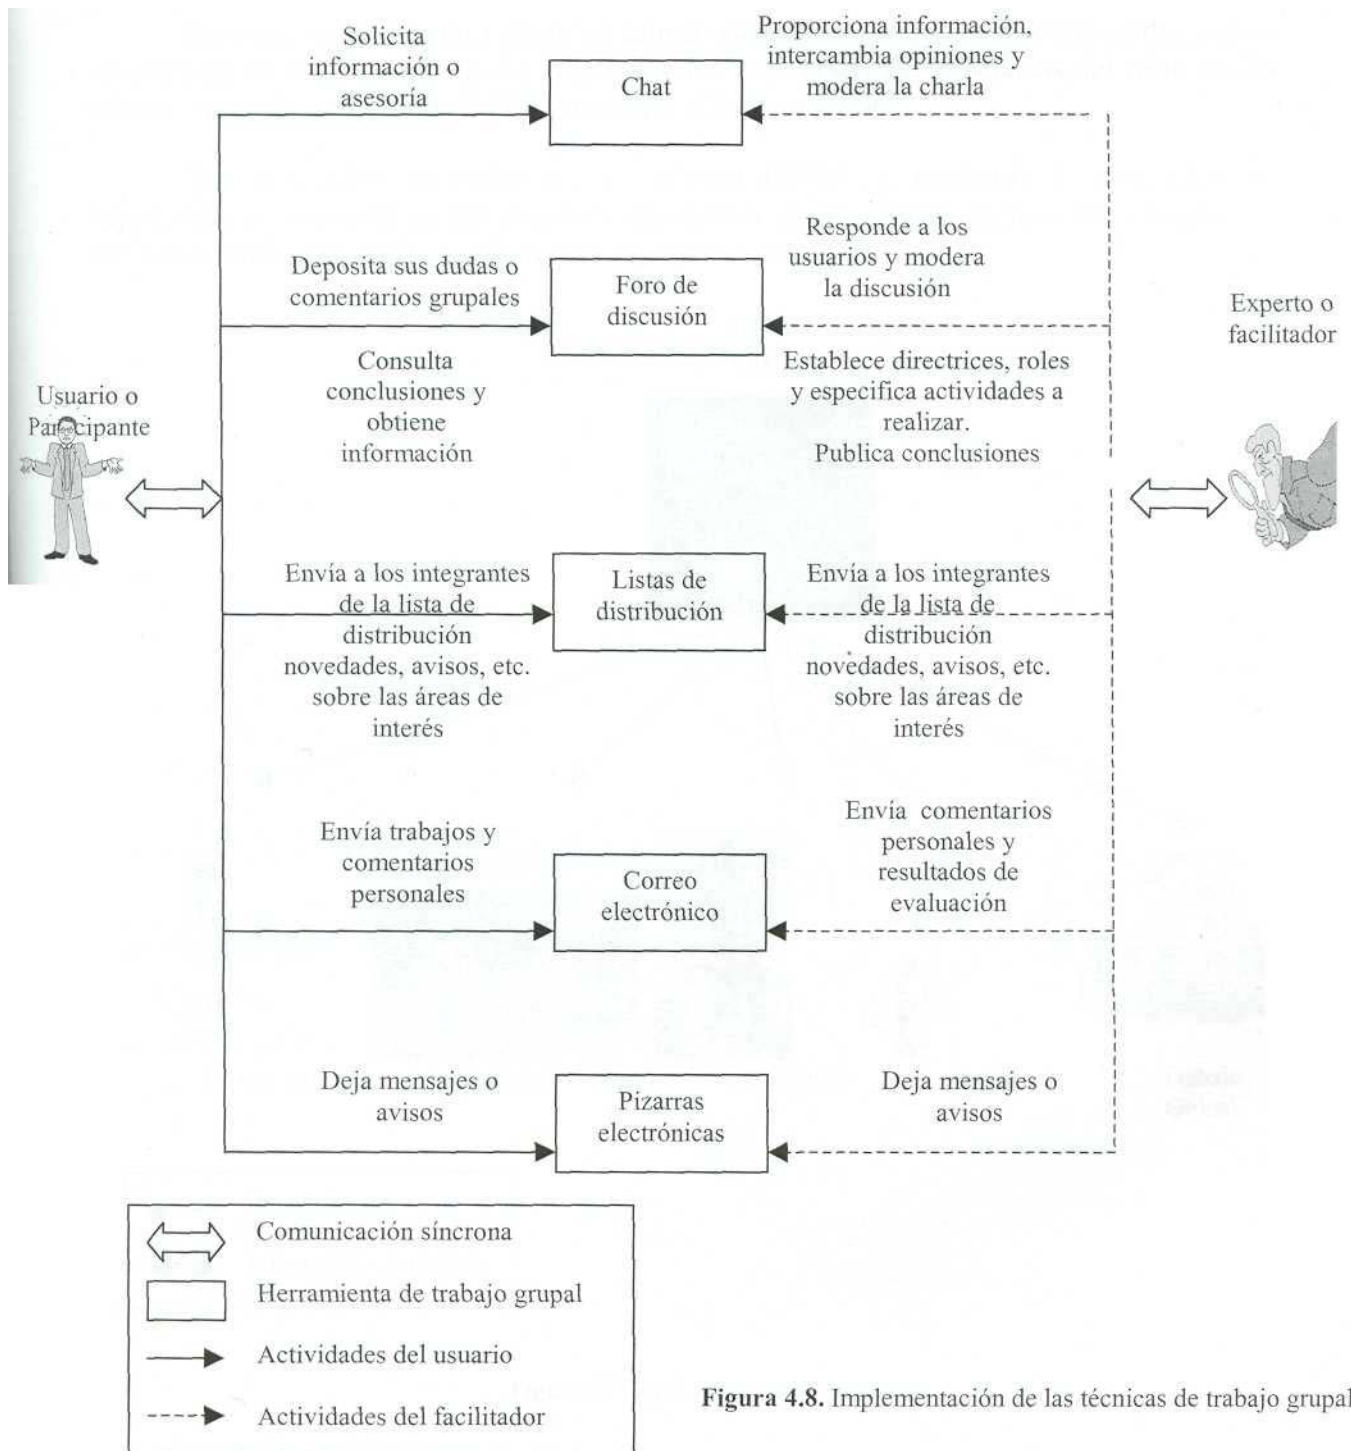 Solicita
información o
asesoría
Chat
Proporciona información,
intercambia opiniones y
modera la charla
Deposita sus dudas o
comentarios grupales
Foro de
discusión
Responde a los
usuarios y modera
la discusión
Experto o
facilitador
Usuario o
Participante
Consulta
conclusiones y
obtiene
información
Establece directrices, roles
y especifica actividades a
realizar.
Publica conclusiones
Envía a los integrantes
de la lista de
distribución
novedades, avisos, etc.
sobre las áreas de
interés
Listas de
distribución
Envía a los integrantes
de la lista de
distribución
novedades, avisos, etc.
sobre las áreas de
interés
Envía trabajos y
comentarios
personales
Correo
electrónico
Envía comentarios
personales y
resultados de
evaluación
Deja mensajes o
avisos
Pizarras
electrónicas
Deja mensajes o
avisos
Comunicación síncrona
Herramienta de trabajo grupal
Actividades del usuario
Actividades del facilitador
Figura 4.8. Implementación de las técnicas de trabajo grupal